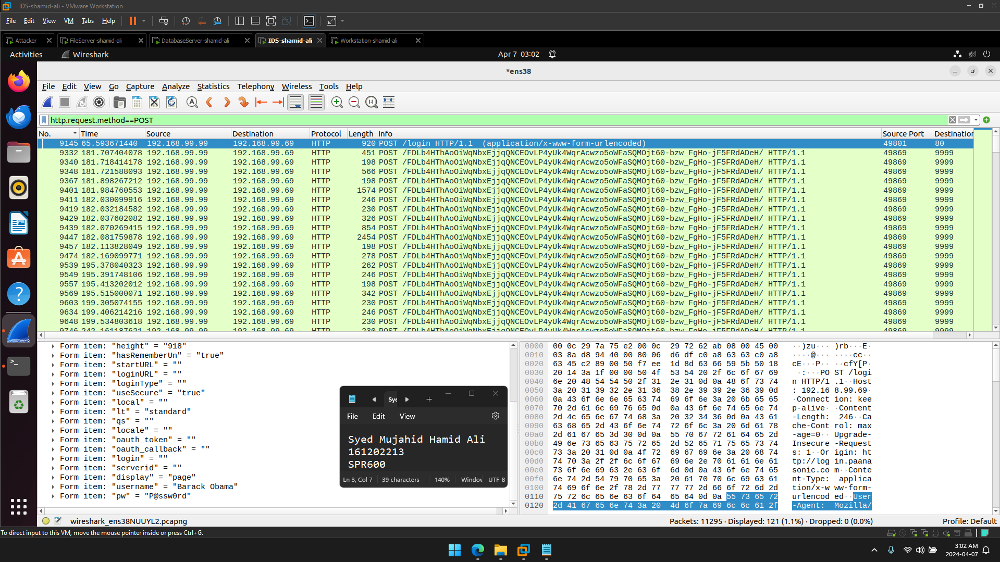 IDS-shamid-ali - VMware Workstation
File Edit View VM Tabs Help
Attacker FileServer-shamid-ali DatabaseServer-shamid-ali IDS-shamid-ali Workstation-shamid-ali
Activities Wireshark Apr 7 03:02
*ens38
File Edit View Go Capture Analyze Statistics Telephony Wireless Tools Help
http.request.method==POST
No. Time Source Destination Protocol Length Info Source Port Destination
9145 65.593671440 192.168.99.99 192.168.99.69 HTTP 920 POST /login HTTP/1.1 (application/x-www-form-urlencoded) 49801 80
9332 181.707404078 192.168.99.99 192.168.99.69 HTTP 451 POST /FDLb4HThAoOiWqNbxEjjqQNCEOvLP4yUk4WqrAcwzo5oWFaSQMOjt60-bzw_FgHo-jF5FRdADeH/ HTTP/1.1 49869 9999
9340 181.718414178 192.168.99.99 192.168.99.69 HTTP 198 POST /FDLb4HThAoOiWqNbxEjjqQNCEOvLP4yUk4WqrAcwzo5oWFaSQMOjt60-bzw_FgHo-jF5FRdADeH/ HTTP/1.1 49869 9999
9348 181.721588093 192.168.99.99 192.168.99.69 HTTP 566 POST /FDLb4HThAoOiWqNbxEjjqQNCEOvLP4yUk4WqrAcwzo5oWFaSQMOjt60-bzw_FgHo-jF5FRdADeH/ HTTP/1.1 49869 9999
9367 181.898267212 192.168.99.99 192.168.99.69 HTTP 198 POST /FDLb4HThAoOiWqNbxEjjqQNCEOvLP4yUk4WqrAcwzo5oWFaSQMOjt60-bzw_FgHo-jF5FRdADeH/ HTTP/1.1 49869 9999
9401 181.984760553 192.168.99.99 192.168.99.69 HTTP 1574 POST /FDLb4HThAoOiWqNbxEjjqQNCEOvLP4yUk4WqrAcwzo5oWFaSQMOjt60-bzw_FgHo-jF5FRdADeH/ HTTP/1.1 49869 9999
9411 182.030099916 192.168.99.99 192.168.99.69 HTTP 246 POST /FDLb4HThAoOiWqNbxEjjqQNCEOvLP4yUk4WqrAcwzo5oWFaSQMOjt60-bzw_FgHo-jF5FRdADeH/ HTTP/1.1 49869 9999
9419 182.032184582 192.168.99.99 192.168.99.69 HTTP 230 POST /FDLb4HThAoOiWqNbxEjjqQNCEOvLP4yUk4WqrAcwzo5oWFaSQMOjt60-bzw_FgHo-jF5FRdADeH/ HTTP/1.1 49869 9999
9429 182.037602082 192.168.99.99 192.168.99.69 HTTP 326 POST /FDLb4HThAoOiWqNbxEjjqQNCEOvLP4yUk4WqrAcwzo5oWFaSQMOjt60-bzw_FgHo-jF5FRdADeH/ HTTP/1.1 49869 9999
9439 182.070269415 192.168.99.99 192.168.99.69 HTTP 854 POST /FDLb4HThAoOiWqNbxEjjqQNCEOvLP4yUk4WqrAcwzo5oWFaSQMOjt60-bzw_FgHo-jF5FRdADeH/ HTTP/1.1 49869 9999
9447 182.081759878 192.168.99.99 192.168.99.69 HTTP 2454 POST /FDLb4HThAoOiWqNbxEjjqQNCEOvLP4yUk4WqrAcwzo5oWFaSQMOjt60-bzw_FgHo-jF5FRdADeH/ HTTP/1.1 49869 9999
9457 182.113828049 192.168.99.99 192.168.99.69 HTTP 198 POST /FDLb4HThAoOiWqNbxEjjqQNCEOvLP4yUk4WqrAcwzo5oWFaSQMOjt60-bzw_FgHo-jF5FRdADeH/ HTTP/1.1 49869 9999
9474 182.169099771 192.168.99.99 192.168.99.69 HTTP 278 POST /FDLb4HThAoOiWqNbxEjjqQNCEOvLP4yUk4WqrAcwzo5oWFaSQMOjt60-bzw_FgHo-jF5FRdADeH/ HTTP/1.1 49869 9999
9539 195.378040323 192.168.99.99 192.168.99.69 HTTP 262 POST /FDLb4HThAoOiWqNbxEjjqQNCEOvLP4yUk4WqrAcwzo5oWFaSQMOjt60-bzw_FgHo-jF5FRdADeH/ HTTP/1.1 49869 9999
9549 195.391748106 192.168.99.99 192.168.99.69 HTTP 246 POST /FDLb4HThAoOiWqNbxEjjqQNCEOvLP4yUk4WqrAcwzo5oWFaSQMOjt60-bzw_FgHo-jF5FRdADeH/ HTTP/1.1 49869 9999
9557 195.413202012 192.168.99.99 192.168.99.69 HTTP 198 POST /FDLb4HThAoOiWqNbxEjjqQNCEOvLP4yUk4WqrAcwzo5oWFaSQMOjt60-bzw_FgHo-jF5FRdADeH/ HTTP/1.1 49869 9999
9569 195.515000071 192.168.99.99 192.168.99.69 HTTP 342 POST /FDLb4HThAoOiWqNbxEjjqQNCEOvLP4yUk4WqrAcwzo5oWFaSQMOjt60-bzw_FgHo-jF5FRdADeH/ HTTP/1.1 49869 9999
9603 199.305074155 192.168.99.99 192.168.99.69 HTTP 230 POST /FDLb4HThAoOiWqNbxEjjqQNCEOvLP4yUk4WqrAcwzo5oWFaSQMOjt60-bzw_FgHo-jF5FRdADeH/ HTTP/1.1 49869 9999
9634 199.406214216 192.168.99.99 192.168.99.69 HTTP 246 POST /FDLb4HThAoOiWqNbxEjjqQNCEOvLP4yUk4WqrAcwzo5oWFaSQMOjt60-bzw_FgHo-jF5FRdADeH/ HTTP/1.1 49869 9999
9648 199.534803618 192.168.99.99 192.168.99.69 HTTP 230 POST /FDLb4HThAoOiWqNbxEjjqQNCEOvLP4yUk4WqrAcwzo5oWFaSQMOjt60-bzw_FgHo-jF5FRdADeH/ HTTP/1.1 49869 9999
9746 242.161187621 192.168.99.99 192.168.99.69 HTTP 230 POST /FDLb4HThAoOiWqNbxEjjqQNCEOvLP4yUk4WqrAcwzo5oWFaSQMOjt60-bzw_FgHo-jF5FRdADeH/ HTTP/1.1 49869 9999
Form item: "height" = "918"
Form item: "hasRememberUn" = "true"
Form item: "startURL" = ""
Form item: "loginURL" = ""
Form item: "loginType" = ""
Form item: "useSecure" = "true"
Form item: "local" = ""
Form item: "lt" = "standard"
Form item: "qs" = ""
Form item: "locale" = ""
Form item: "oauth_token" = ""
Form item: "oauth_callback" = ""
Form item: "login" = ""
Form item: "serverid" = ""
Form item: "display" = "page"
Form item: "username" = "Barack Obama"
Form item: "pw" = "P@ssw0rd"
Sye
File Edit View
Syed Mujahid Hamid Ali
161202213
SPR600
Ln 3, Col 7 39 characters 140% Window UTF-8
0000 00 0c 29 7a 75 e2 00 0c 29 72 62 ab 08 00 45 00 ··)zu··· )rb···E·
0010 03 8a d8 94 40 00 80 06 d6 df c0 a8 63 63 c0 a8 ····@··· ····cc··
0020 63 45 c2 89 00 50 f7 ee 1d 8d 63 66 59 5b 50 18 cE···P·· ··cfY[P·
0030 20 14 3a 1f 00 00 50 4f 53 54 20 2f 6c 6f 67 69 ·:···PO ST /logi
0040 6e 20 48 54 54 50 2f 31 2e 31 0d 0a 48 6f 73 74 n HTTP/1 .1··Host
0050 3a 20 31 39 32 2e 31 36 38 2e 39 39 2e 36 39 0d : 192.16 8.99.69·
0060 0a 43 6f 6e 6e 65 63 74 69 6f 6e 3a 20 6b 65 65 ·Connect ion: kee
0070 70 2d 61 6c 69 76 65 0d 0a 43 6f 6e 74 65 6e 74 p-alive· ·Content
0080 2d 4c 65 6e 67 74 68 3a 20 32 34 36 0d 0a 43 61 -Length:  246··Ca
0090 63 68 65 2d 43 6f 6e 74 72 6f 6c 3a 20 6d 61 78 che-Cont rol: max
00a0 2d 61 67 65 3d 30 0d 0a 55 70 67 72 61 64 65 2d -age=0·· Upgrade-
00b0 49 6e 73 65 63 75 72 65 2d 52 65 71 75 65 73 74 Insecure -Request
00c0 73 3a 20 31 0d 0a 4f 72 69 67 69 6e 3a 20 68 74 s: 1··Or igin: ht
00d0 74 70 3a 2f 2f 6c 6f 67 69 6e 2e 70 61 61 6e 61 tp://log in.paana
00e0 73 6f 6e 69 63 2e 63 6f 6d 0d 0a 43 6f 6e 74 65 sonic.co m··Conte
00f0 6e 74 2d 54 79 70 65 3a 20 61 70 70 6c 69 63 61 nt-Type:  applica
0100 74 69 6f 6e 2f 78 2d 77 77 77 2d 66 6f 72 6d 2d tion/x-w ww-form-
0110 75 72 6c 65 6e 63 6f 64 65 64 0d 0a 55 73 65 72 urlencod ed··User
0120 2d 41 67 65 6e 74 3a 20 4d 6f 7a 69 6c 6c 61 2f -Agent:  Mozilla/
wireshark_ens38NUUYL2.pcapng Packets: 11295 · Displayed: 121 (1.1%) · Dropped: 0 (0.0%) Profile: Default
To direct input to this VM, move the mouse pointer inside or press Ctrl+G.
3:02 AM
2024-04-07